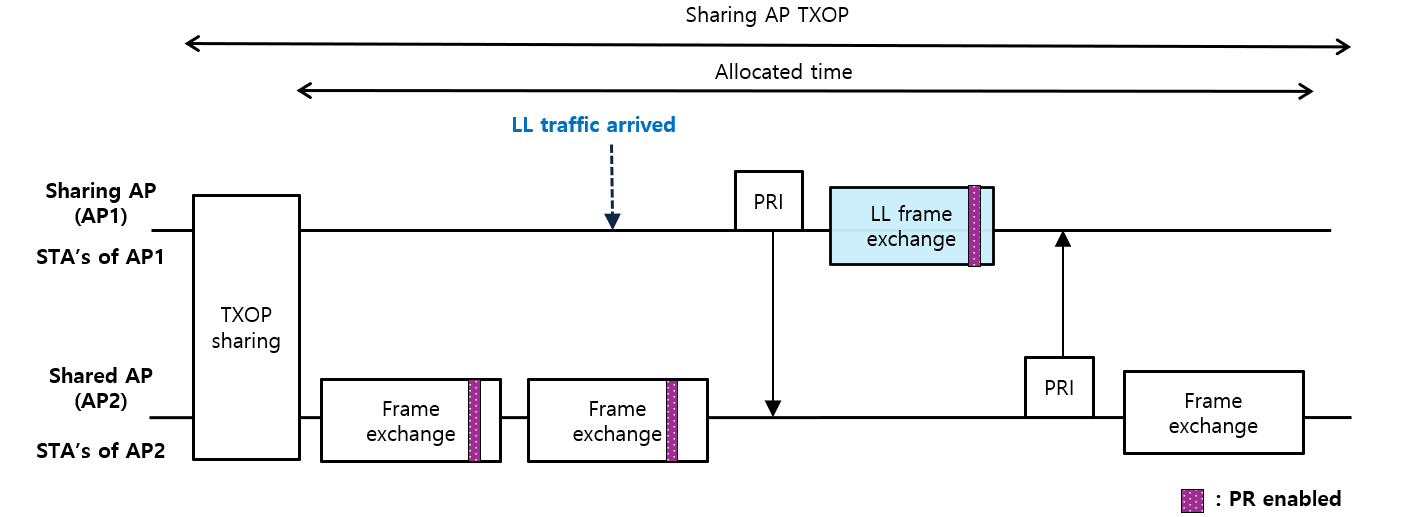 Sharing AP TXOP
Allocated time
LL traffic arrived
Sharing AP
(AP1)
STA's of AP1
PRI
LL frame
exchange
TXOP
sharing
Shared AP
(AP2)
STA's of AP2
Frame
exchange
Frame
exchange
PRI
Frame
exchange
: PR enabled